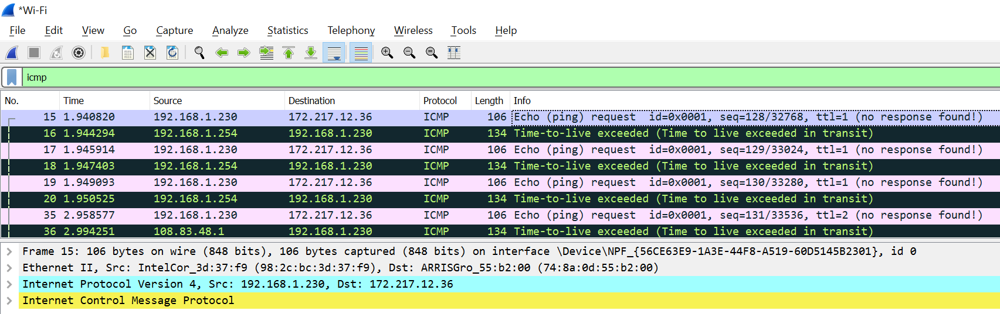 *Wi-Fi
File Edit View Go Capture Analyze Statistics Telephony Wireless Tools Help
icmp
No. Time Source Destination Protocol Length Info
15 1.940820 192.168.1.230 172.217.12.36 ICMP 106 Echo (ping) request id=0x0001, seq=128/32768, ttl=1 (no response found!)
16 1.944294 192.168.1.254 192.168.1.230 ICMP 134 Time-to-live exceeded (Time to live exceeded in transit)
17 1.945914 192.168.1.230 172.217.12.36 ICMP 106 Echo (ping) request id=0x0001, seq=129/33024, ttl=1 (no response found!)
18 1.947403 192.168.1.254 192.168.1.230 ICMP 134 Time-to-live exceeded (Time to live exceeded in transit)
19 1.949093 192.168.1.230 172.217.12.36 ICMP 106 Echo (ping) request id=0x0001, seq=130/33280, ttl=1 (no response found!)
20 1.950525 192.168.1.254 192.168.1.230 ICMP 134 Time-to-live exceeded (Time to live exceeded in transit)
35 2.958577 192.168.1.230 172.217.12.36 ICMP 106 Echo (ping) request id=0x0001, seq=131/33536, ttl=2 (no response found!)
36 2.994251 108.83.48.1 192.168.1.230 ICMP 134 Time-to-live exceeded (Time to live exceeded in transit)
Frame 15: 106 bytes on wire (848 bits), 106 bytes captured (848 bits) on interface \Device\NPF_{56CE63E9-1A3E-44F8-A519-60D5145B2301}, id 0
Ethernet II, Src: IntelCor_3d:37:f9 (98:2c:bc:3d:37:f9), Dst: ARRISGro_55:b2:00 (74:8a:0d:55:b2:00)
Internet Protocol Version 4, Src: 192.168.1.230, Dst: 172.217.12.36
Internet Control Message Protocol